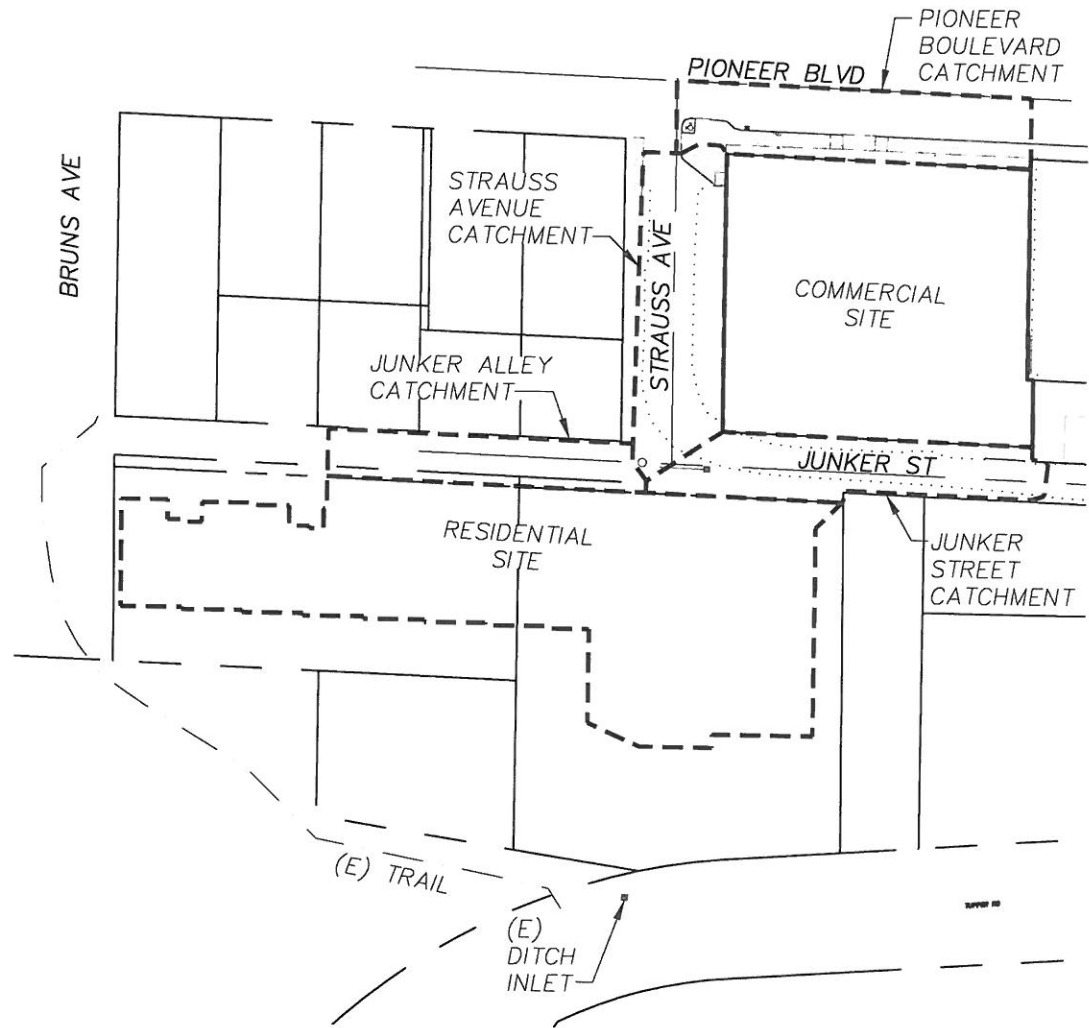 PIONEER
BOULEVARD
CATCHMENT
PIONEER BLVD
BRUNS AVE
STRAUSS
AVENUE
CATCHMENT
STRAUSS AVE
COMMERCIAL
SITE
JUNKER ALLEY
CATCHMENT
JUNKER ST
RESIDENTIAL
SITE
JUNKER
STREET
CATCHMENT
(E) TRAIL
(E)
DITCH
INLET